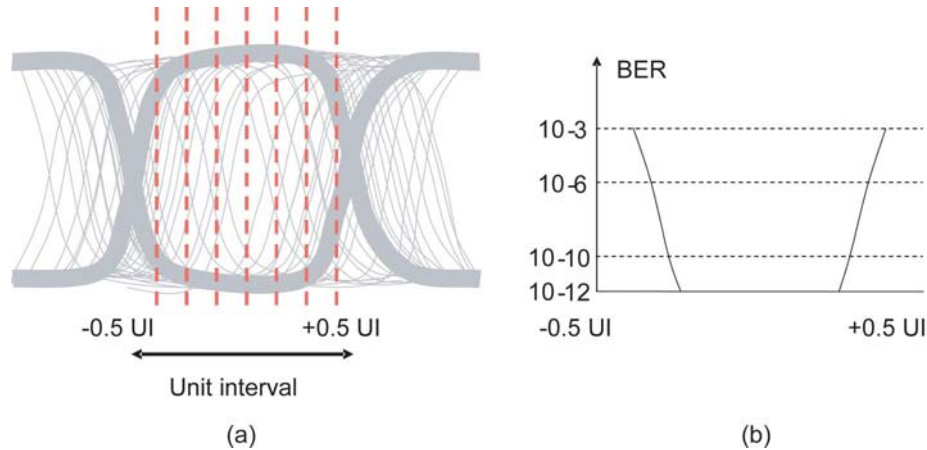 -0.5 UI
+0.5 UI
Unit interval
(a)
BER
10-3
10-6
10-10
10-12
-0.5 UI
+0.5 UI
(b)